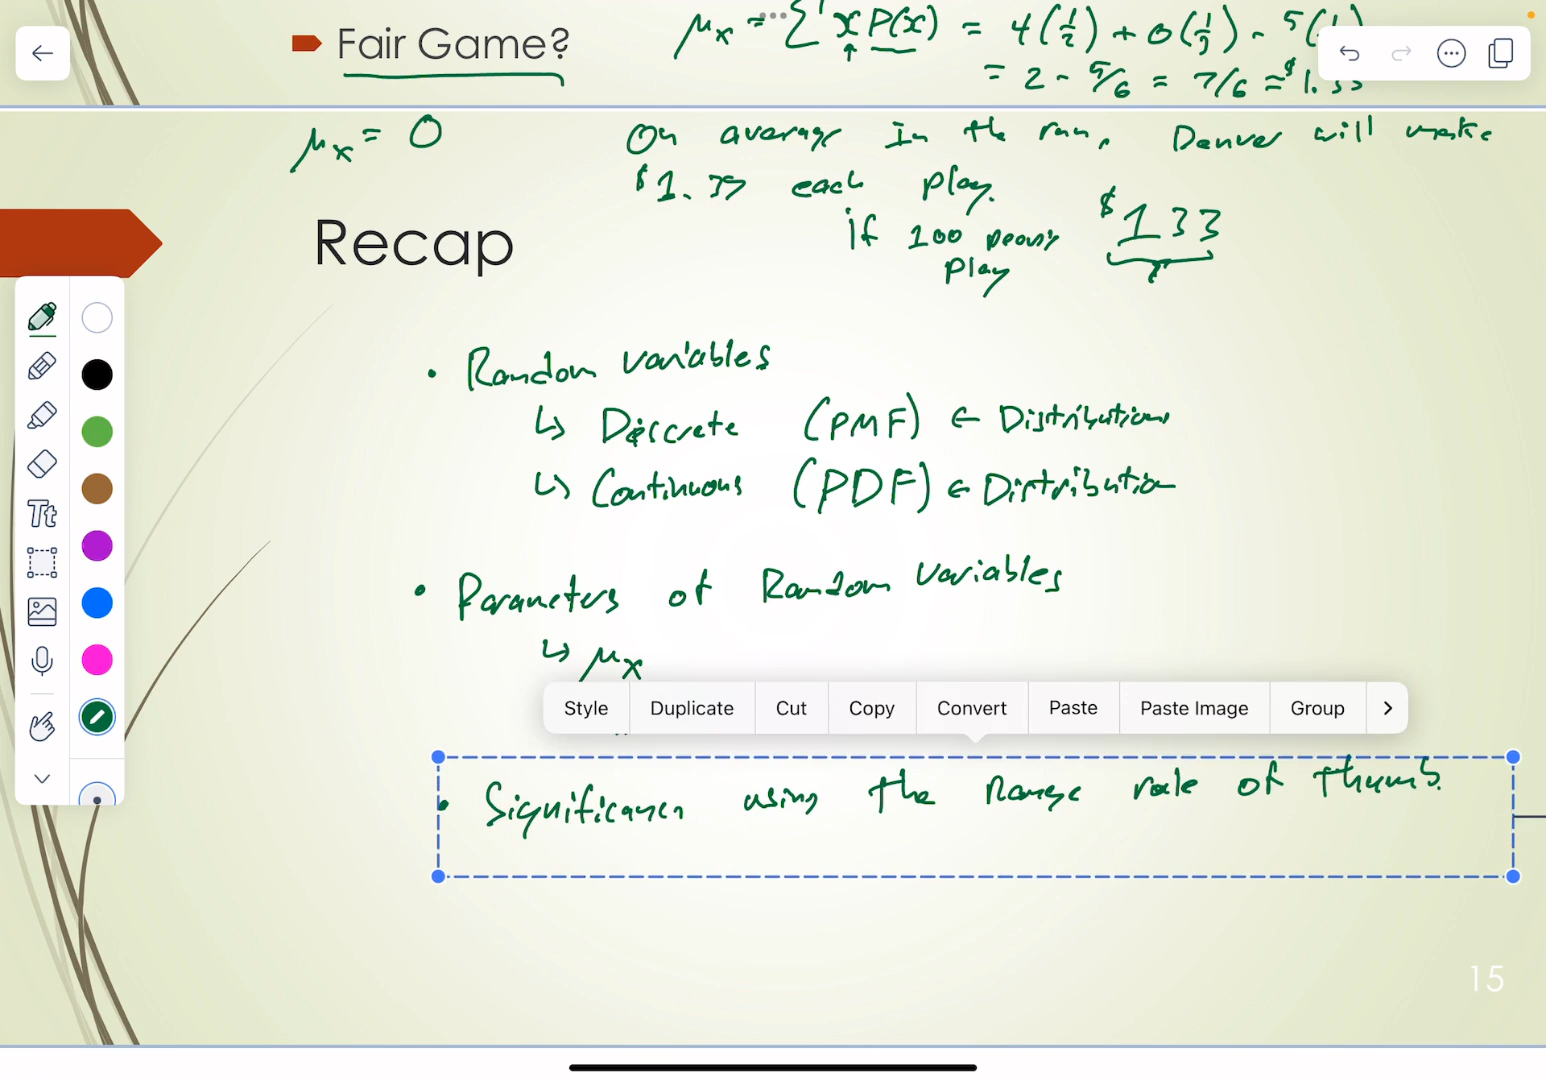 Fair Game?
μx = Σ x P(x) = 4(1/2) + 0(1/3) - 5(
= 2 - 5/6 = 7/6 ≈ $1.33
μx = 0
On average In the run, Denver will make
$1.33 each play.
if 100 people play
$133
Recap
• Random variables
↳ Discrete (PMF) ← Distribution
↳ Continuous (PDF) ← Distribution
• Parameters of Random Variables
↳ μx
Style Duplicate Cut Copy Convert Paste Paste Image Group >
• Significance using the Range rule of thumb.
Tt
15